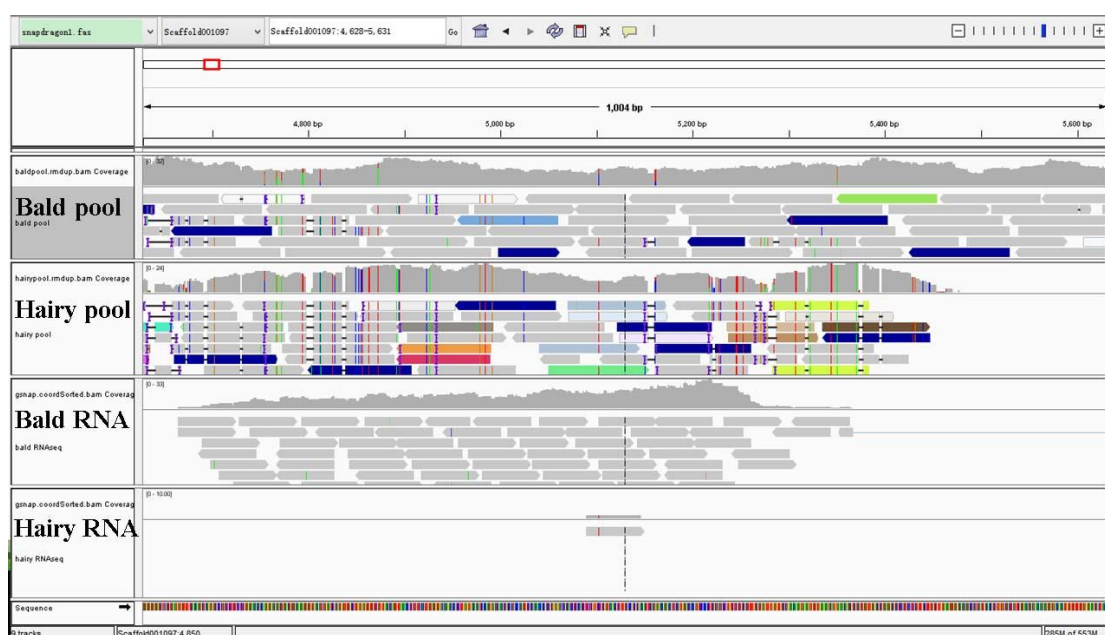 snapdragon1.fas Scaffold001097 Scaffold001097:4,628-5,631 Go
1,004 bp
4,800 bp 5,000 bp 5,200 bp 5,400 bp 5,600 bp
baldpool.rmdup.bam Coverage
Bald pool
bald pool
hairypool.rmdup.bam Coverage
[0 - 24]
Hairy pool
hairy pool
gsnap.coordSorted.bam Coverag
[0 - 33]
Bald RNA
bald RNAseq
gsnap.coordSorted.bam Coverag
[0 - 10.00]
Hairy RNA
hairy RNAseq
Sequence
9 tracks Scaffold001097:4,850 285M of 553M